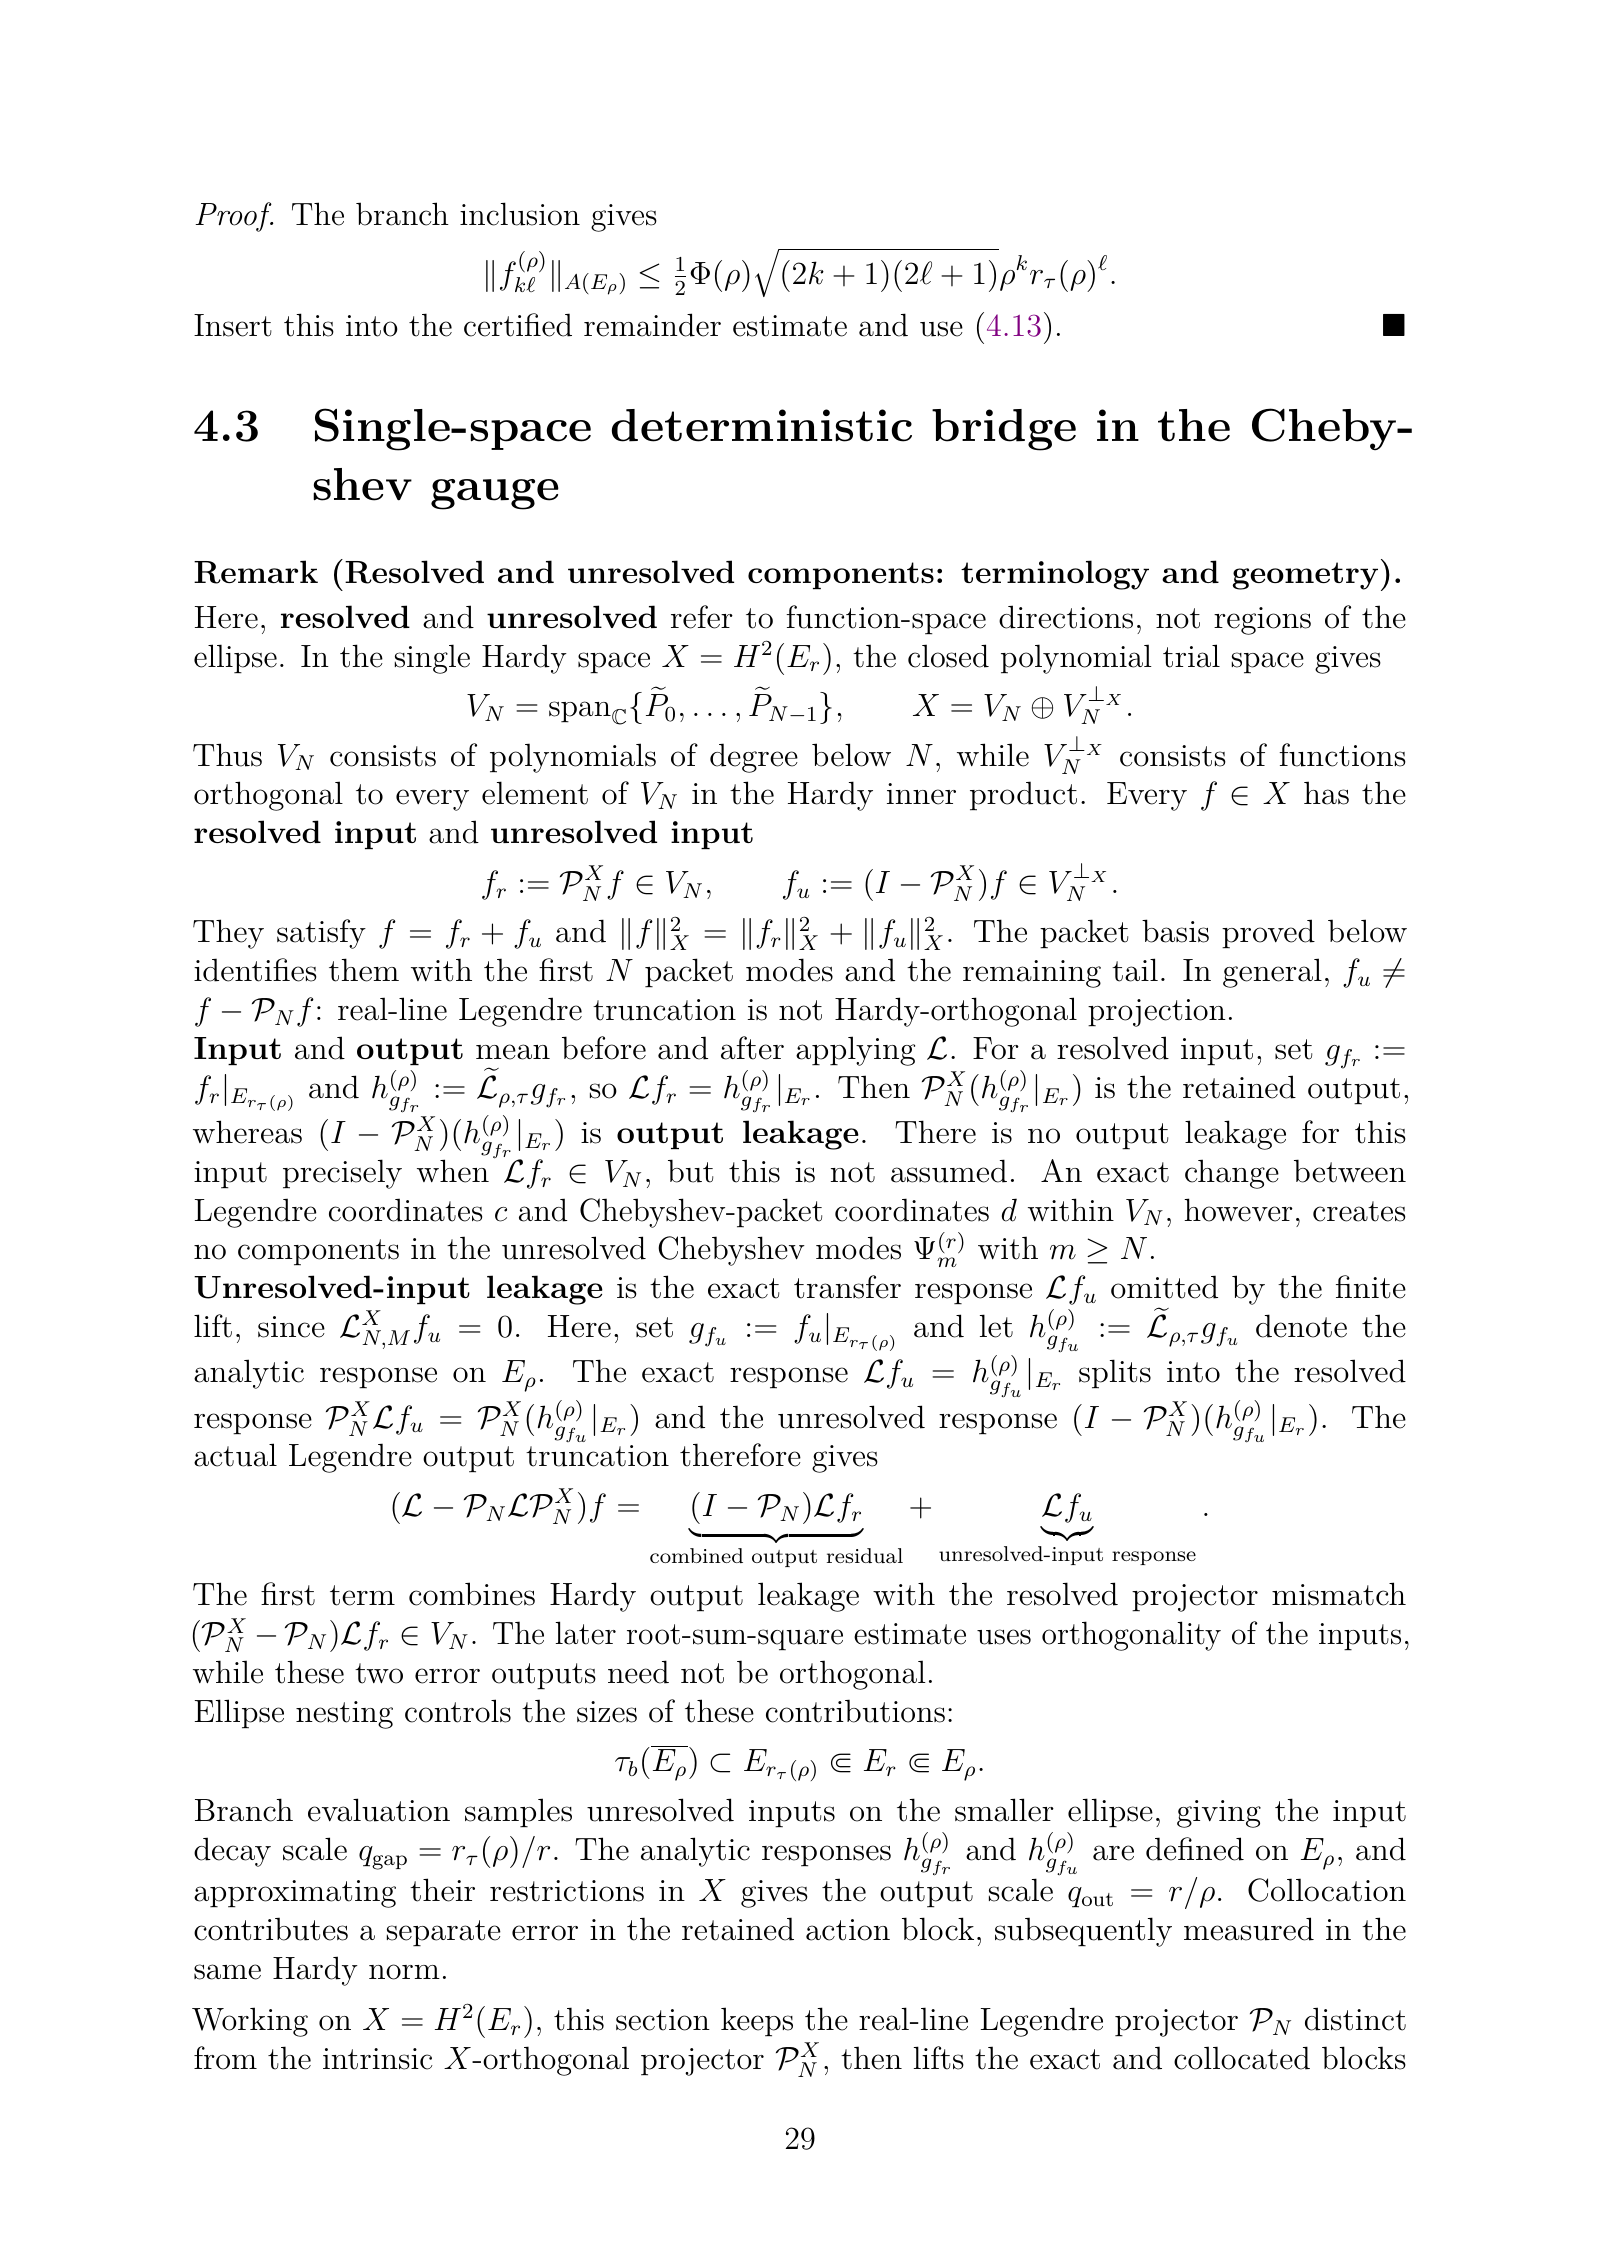 Proof. The branch inclusion gives
‖f_{kℓ}^{(ρ)}‖_{A(E_ρ)} ≤ ½Φ(ρ)√((2k + 1)(2ℓ + 1))ρ^k r_τ(ρ)^ℓ.
Insert this into the certified remainder estimate and use (4.13). ■
4.3 Single-space deterministic bridge in the Cheby-
shev gauge
Remark (Resolved and unresolved components: terminology and geometry).
Here, resolved and unresolved refer to function-space directions, not regions of the
ellipse. In the single Hardy space X = H²(E_r), the closed polynomial trial space gives
V_N = span_ℂ{P̃_0, . . . , P̃_{N−1}}, X = V_N ⊕ V_N^{⊥_X}.
Thus V_N consists of polynomials of degree below N, while V_N^{⊥_X} consists of functions
orthogonal to every element of V_N in the Hardy inner product. Every f ∈ X has the
resolved input and unresolved input
f_r := 𝒫_N^X f ∈ V_N, f_u := (I − 𝒫_N^X)f ∈ V_N^{⊥_X}.
They satisfy f = f_r + f_u and ‖f‖_X^2 = ‖f_r‖_X^2 + ‖f_u‖_X^2. The packet basis proved below
identifies them with the first N packet modes and the remaining tail. In general, f_u ≠
f − 𝒫_N f: real-line Legendre truncation is not Hardy-orthogonal projection.
Input and output mean before and after applying ℒ. For a resolved input, set g_{f_r} :=
f_r|_{E_{r_τ(ρ)}} and h_{g_{f_r}}^{(ρ)} := ℒ̃_{ρ,τ}g_{f_r}, so ℒf_r = h_{g_{f_r}}^{(ρ)}|_{E_r}. Then 𝒫_N^X(h_{g_{f_r}}^{(ρ)}|_{E_r}) is the retained output,
whereas (I − 𝒫_N^X)(h_{g_{f_r}}^{(ρ)}|_{E_r}) is output leakage. There is no output leakage for this
input precisely when ℒf_r ∈ V_N, but this is not assumed. An exact change between
Legendre coordinates c and Chebyshev-packet coordinates d within V_N, however, creates
no components in the unresolved Chebyshev modes Ψ_m^{(r)} with m ≥ N.
Unresolved-input leakage is the exact transfer response ℒf_u omitted by the finite
lift, since ℒ_{N,M}^X f_u = 0. Here, set g_{f_u} := f_u|_{E_{r_τ(ρ)}} and let h_{g_{f_u}}^{(ρ)} := ℒ̃_{ρ,τ}g_{f_u} denote the
analytic response on E_ρ. The exact response ℒf_u = h_{g_{f_u}}^{(ρ)}|_{E_r} splits into the resolved
response 𝒫_N^X ℒf_u = 𝒫_N^X(h_{g_{f_u}}^{(ρ)}|_{E_r}) and the unresolved response (I − 𝒫_N^X)(h_{g_{f_u}}^{(ρ)}|_{E_r}). The
actual Legendre output truncation therefore gives
(ℒ − 𝒫_N ℒ𝒫_N^X)f = (I − 𝒫_N)ℒf_r + ℒf_u .
combined output residual unresolved-input response
The first term combines Hardy output leakage with the resolved projector mismatch
(𝒫_N^X − 𝒫_N)ℒf_r ∈ V_N. The later root-sum-square estimate uses orthogonality of the inputs,
while these two error outputs need not be orthogonal.
Ellipse nesting controls the sizes of these contributions:
τ_b(\overline{E_ρ}) ⊂ E_{r_τ(ρ)} ⋐ E_r ⋐ E_ρ.
Branch evaluation samples unresolved inputs on the smaller ellipse, giving the input
decay scale q_gap = r_τ(ρ)/r. The analytic responses h_{g_{f_r}}^{(ρ)} and h_{g_{f_u}}^{(ρ)} are defined on E_ρ, and
approximating their restrictions in X gives the output scale q_out = r/ρ. Collocation
contributes a separate error in the retained action block, subsequently measured in the
same Hardy norm.
Working on X = H²(E_r), this section keeps the real-line Legendre projector 𝒫_N distinct
from the intrinsic X-orthogonal projector 𝒫_N^X, then lifts the exact and collocated blocks
29